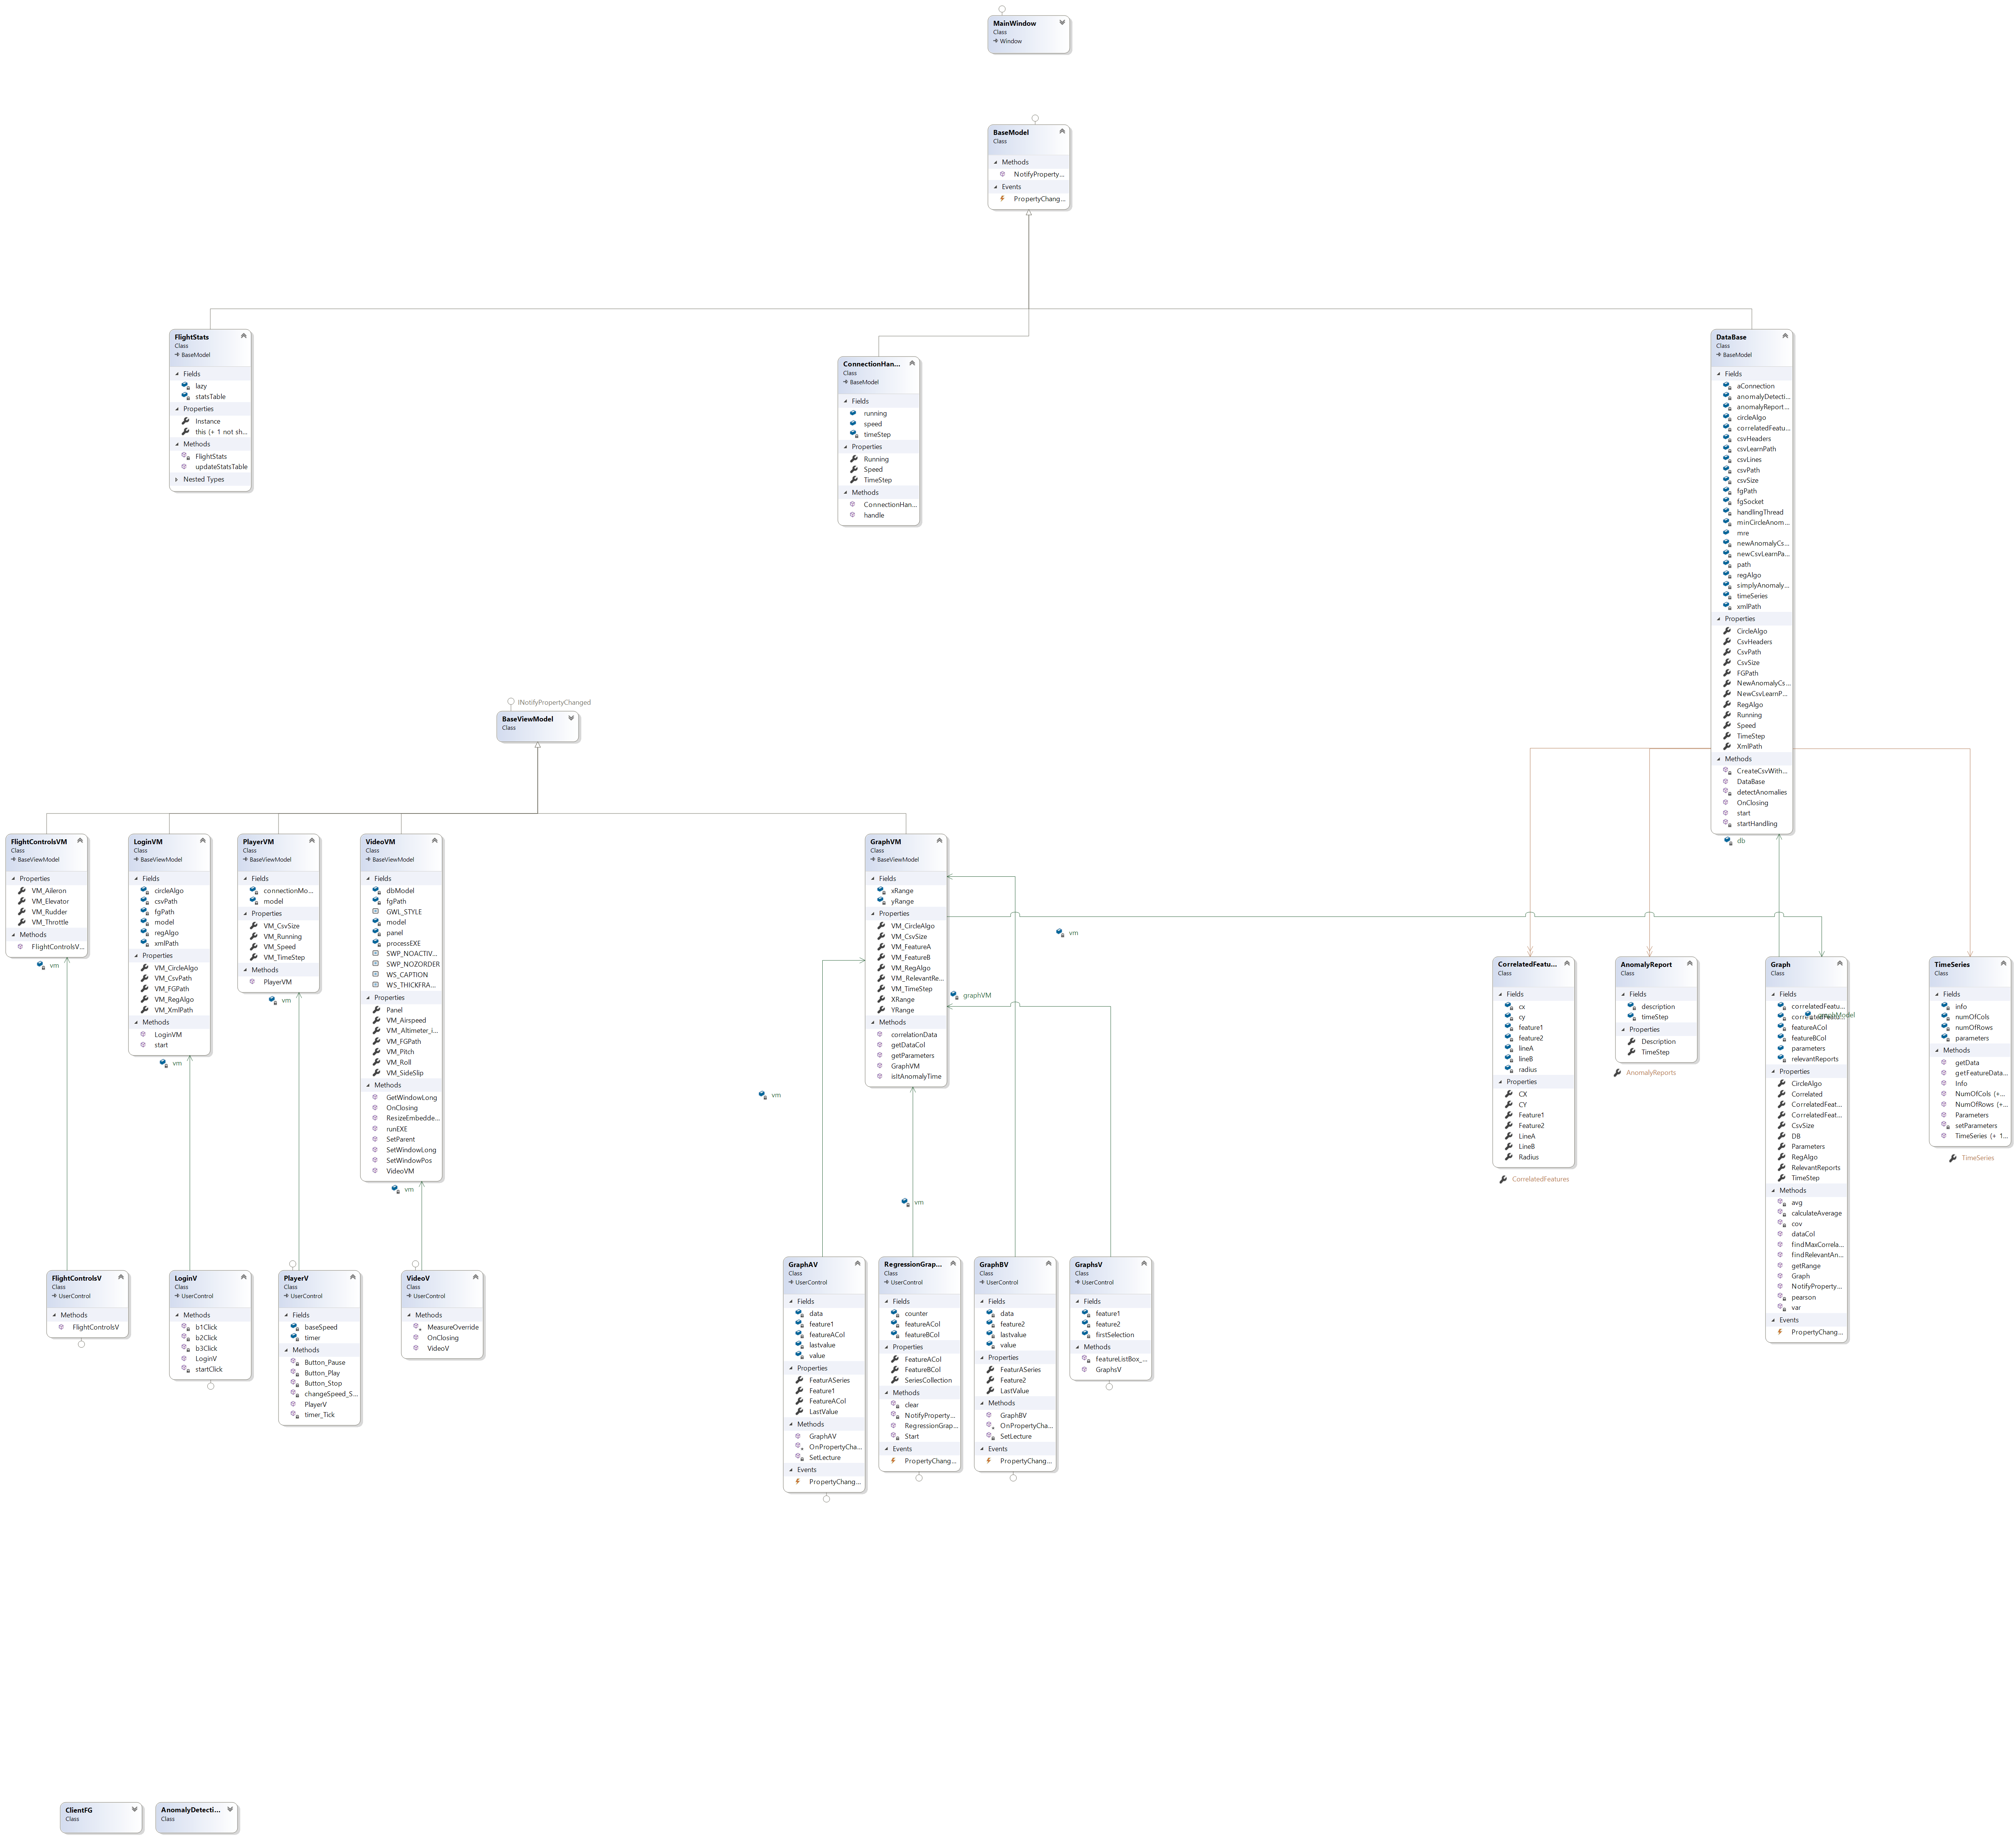 MainWindow
Class
Window
BaseModel
Class
Methods
NotifyProperty...
Events
PropertyChang...
FlightStats
Class
BaseModel
Fields
lazy
statsTable
Properties
Instance
this (+ 1 not sh...
Methods
FlightStats
updateStatsTable
Nested Types
ConnectionHan...
Class
BaseModel
Fields
running
speed
timeStep
Properties
Running
Speed
TimeStep
Methods
ConnectionHan...
handle
DataBase
Class
BaseModel
Fields
aConnection
anomalyDetecti...
anomalyReport...
circleAlgo
correlatedFeatu...
csvHeaders
csvLearnPath
csvLines
csvPath
csvSize
fgPath
fgSocket
handlingThread
minCircleAnom...
mre
newAnomalyCs...
newCsvLearnPa...
path
regAlgo
simplyAnomaly...
timeSeries
xmlPath
Properties
CircleAlgo
CsvHeaders
CsvPath
CsvSize
FGPath
NewAnomalyCs...
NewCsvLearnP...
RegAlgo
Running
Speed
TimeStep
XmlPath
Methods
CreateCsvWith...
DataBase
detectAnomalies
OnClosing
start
startHandling
db
INotifyPropertyChanged
BaseViewModel
Class
FlightControlsVM
Class
BaseViewModel
Properties
VM_Aileron
VM_Elevator
VM_Rudder
VM_Throttle
Methods
FlightControlsV...
vm
LoginVM
Class
BaseViewModel
Fields
circleAlgo
csvPath
fgPath
model
regAlgo
xmlPath
Properties
VM_CircleAlgo
VM_CsvPath
VM_FGPath
VM_RegAlgo
VM_XmlPath
Methods
LoginVM
start
vm
PlayerVM
Class
BaseViewModel
Fields
connectionMo...
model
Properties
VM_CsvSize
VM_Running
VM_Speed
VM_TimeStep
Methods
PlayerVM
vm
VideoVM
Class
BaseViewModel
Fields
dbModel
fgPath
GWL_STYLE
model
panel
processEXE
SWP_NOACTIV...
SWP_NOZORDER
WS_CAPTION
WS_THICKFRA...
Properties
Panel
VM_Airspeed
VM_Altimeter_i...
VM_FGPath
VM_Pitch
VM_Roll
VM_SideSlip
Methods
GetWindowLong
OnClosing
ResizeEmbedde...
runEXE
SetParent
SetWindowLong
SetWindowPos
VideoVM
vm
GraphVM
Class
BaseViewModel
Fields
xRange
yRange
Properties
VM_CircleAlgo
VM_CsvSize
VM_FeatureA
VM_FeatureB
VM_RegAlgo
VM_RelevantRe...
VM_TimeStep
XRange
YRange
Methods
correlationData
getDataCol
getParameters
GraphVM
isItAnomalyTime
vm
graphVM
vm
vm
CorrelatedFeatu...
Class
Fields
cx
cy
feature1
feature2
lineA
lineB
radius
Properties
CX
CY
Feature1
Feature2
LineA
LineB
Radius
CorrelatedFeatures
AnomalyReport
Class
Fields
description
timeStep
Properties
Description
TimeStep
AnomalyReports
Graph
Class
Fields
correlatedFeatu...
correlatedFeatu...
graphModel
featureACol
featureBCol
parameters
relevantReports
Properties
CircleAlgo
Correlated
CorrelatedFeat...
CorrelatedFeat...
CsvSize
DB
Parameters
RegAlgo
RelevantReports
TimeStep
Methods
avg
calculateAverage
cov
dataCol
findMaxCorrela...
findRelevantAn...
getRange
Graph
NotifyProperty...
pearson
var
Events
PropertyChang...
TimeSeries
Class
Fields
info
numOfCols
numOfRows
parameters
Methods
getData
getFeatureData...
Info
NumOfCols (+...
NumOfRows (+...
Parameters
setParameters
TimeSeries (+ 1...
TimeSeries
FlightControlsV
Class
UserControl
Methods
FlightControlsV
LoginV
Class
UserControl
Methods
b1Click
b2Click
b3Click
LoginV
startClick
PlayerV
Class
UserControl
Fields
baseSpeed
timer
Methods
Button_Pause
Button_Play
Button_Stop
changeSpeed_S...
PlayerV
timer_Tick
VideoV
Class
UserControl
Methods
MeasureOverride
OnClosing
VideoV
GraphAV
Class
UserControl
Fields
data
feature1
featureACol
lastvalue
value
Properties
FeaturASeries
Feature1
FeatureACol
LastValue
Methods
GraphAV
OnPropertyCha...
SetLecture
Events
PropertyChang...
RegressionGrap...
Class
UserControl
Fields
counter
featureACol
featureBCol
Properties
FeatureACol
FeatureBCol
SeriesCollection
Methods
clear
NotifyProperty...
RegressionGrap...
Start
Events
PropertyChang...
GraphBV
Class
UserControl
Fields
data
feature2
lastvalue
value
Properties
FeaturASeries
Feature2
LastValue
Methods
GraphBV
OnPropertyCha...
SetLecture
Events
PropertyChang...
GraphsV
Class
UserControl
Fields
feature1
feature2
firstSelection
Methods
featureListBox_...
GraphsV
ClientFG
Class
AnomalyDetecti...
Class